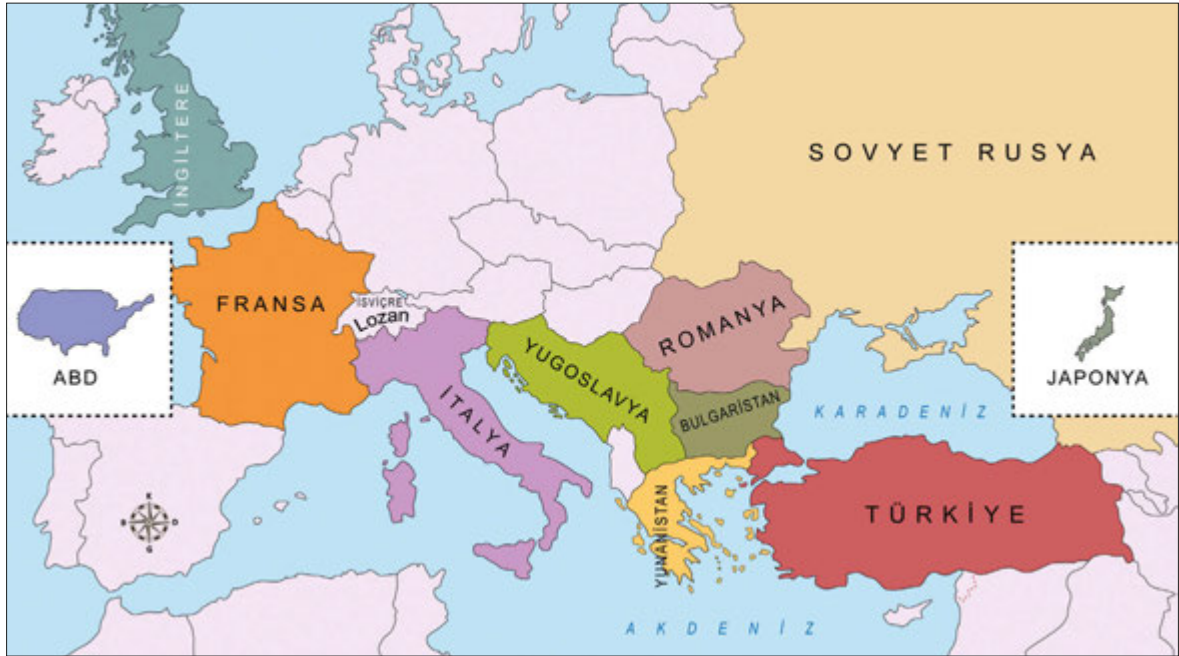 İNGİLTERE
SOVYET RUSYA
FRANSA
İSVİÇRE
Lozan
ROMANYA
YUGOSLAVYA
ABD
JAPONYA
İTALYA
BULGARİSTAN
KARADENİZ
TÜRKİYE
YUNANİSTAN
K
B
D
G
AKDENİZ